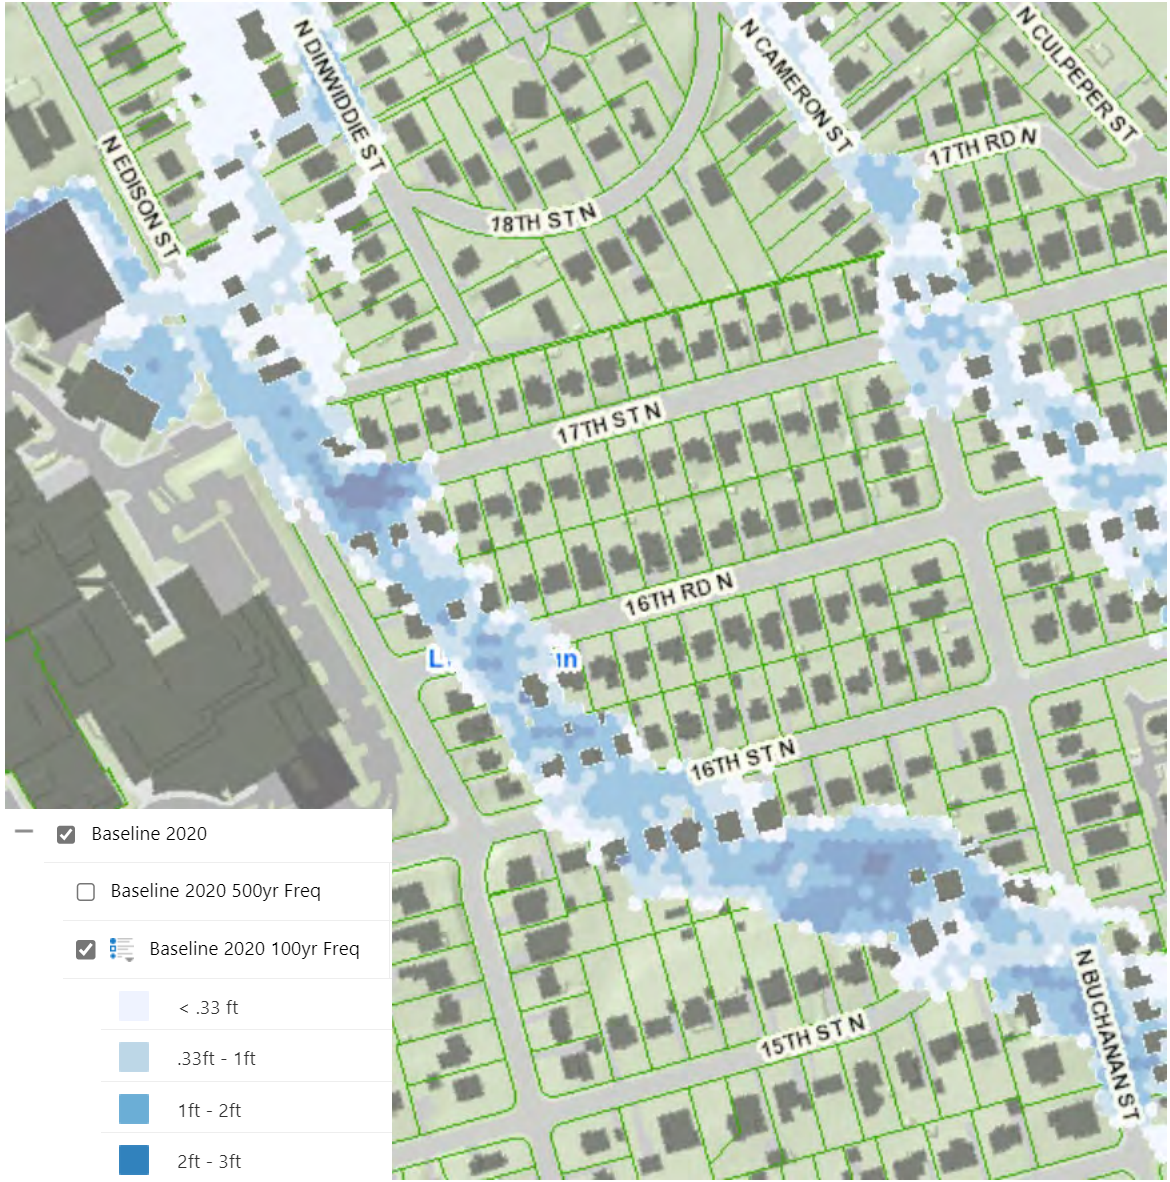 N DINWIDDIE ST
N CAMERON ST
N CULPEPER ST
N EDISON ST
17TH RD N
18TH ST N
17TH ST N
16TH RD N
L un
16TH ST N
Baseline 2020
Baseline 2020 500yr Freq
Baseline 2020 100yr Freq
< .33 ft
.33ft - 1ft
1ft - 2ft
2ft - 3ft
15TH ST N
N BUCHANAN ST